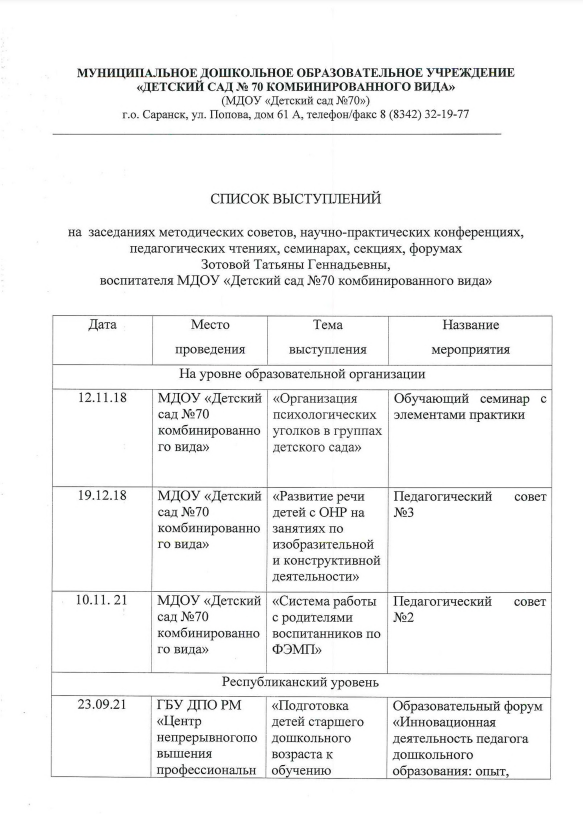 МУНИЦИПАЛЬНОЕ ДОШКОЛЬНОЕ ОБРАЗОВАТЕЛЬНОЕ УЧРЕЖДЕНИЕ
«ДЕТСКИЙ САД № 70 КОМБИНИРОВАННОГО ВИДА»
(МДОУ «Детский сад №70»)
г.о. Саранск, ул. Попова, дом 61 А, телефон/факс 8 (8342) 32-19-77
СПИСОК ВЫСТУПЛЕНИЙ
на заседаниях методических советов, научно-практических конференциях,
педагогических чтениях, семинарах, секциях, форумах
Зотовой Татьяны Геннадьевны,
воспитателя МДОУ «Детский сад №70 комбинированного вида»
Дата
Место
проведения
Тема
выступления
Название
мероприятия
На уровне образовательной организации
12.11.18
МДОУ «Детский
сад №70
комбинированно
го вида»
«Организация
психологических
уголков в группах
детского сада»
Обучающий семинар с
элементами практики
19.12.18
МДОУ «Детский
сад №70
комбинированно
го вида»
«Развитие речи
детей с ОНР на
занятиях по
изобразительной
и конструктивной
деятельности»
Педагогический совет
№3
10.11. 21
МДОУ «Детский
сад №70
комбинированно
го вида»
«Система работы
с родителями
воспитанников по
ФЭМП»
Педагогический совет
№2
Республиканский уровень
23.09.21
ГБУ ДПО РМ
«Центр
непрерывногопо
вышения
профессиональн
«Подготовка
детей старшего
дошкольного
возраста к
обучению
Образовательный форум
«Инновационная
деятельность педагога
дошкольного
образования: опыт,